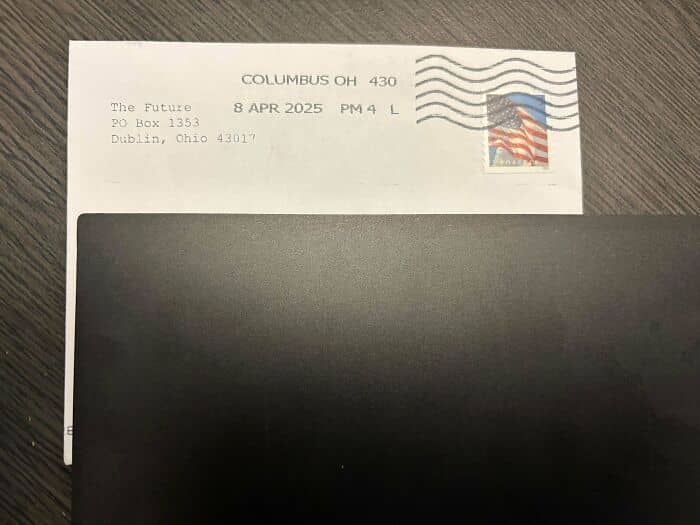 COLUMBUS OH 430
8 APR 2025 PM 4 L
The Future
PO Box 1353
Dublin, Ohio 43017